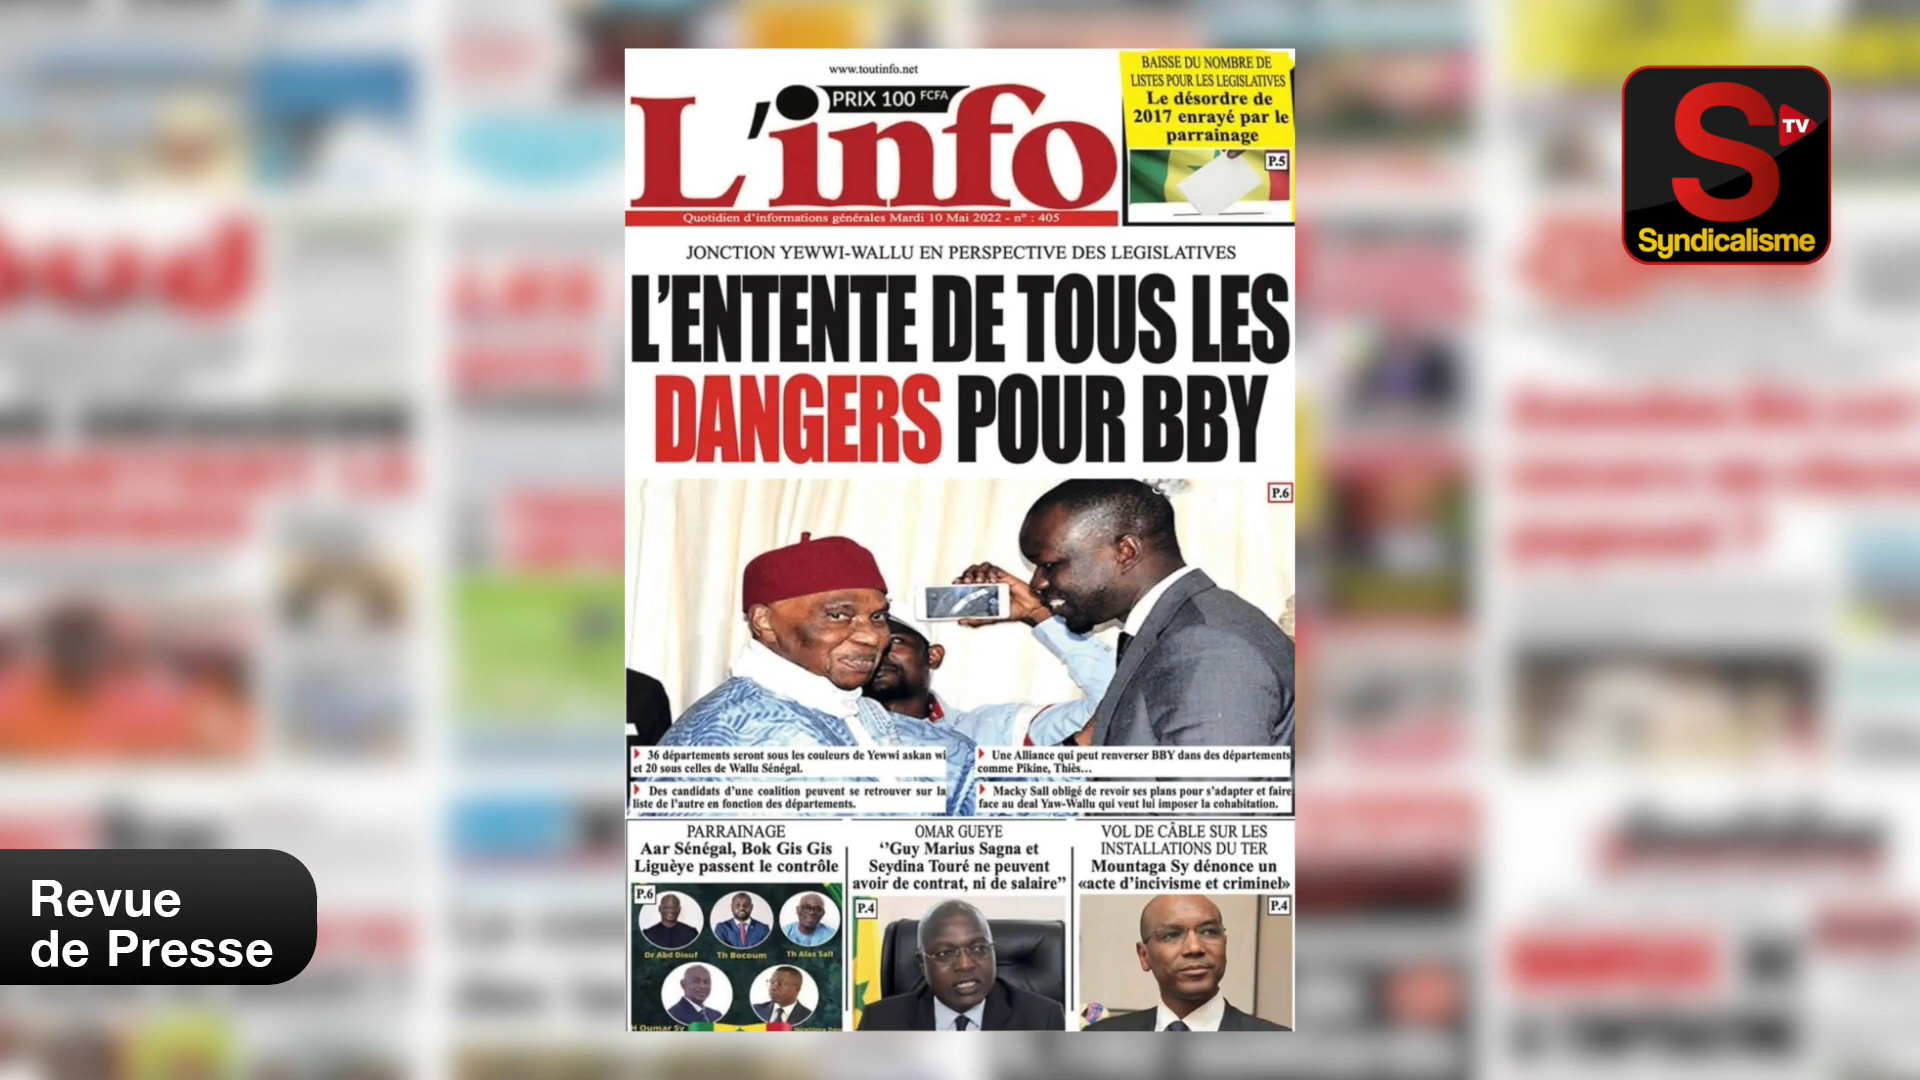 www.toutinfo.net
PRIX 100 FCFA
L'info
Quotidien d'informations générales Mardi 10 Mai 2022 - n° : 405
BAISSE DU NOMBRE DE
LISTES POUR LES LEGISLATIVES
Le désordre de
2017 enrayé par le
parrainage
P.5
S TV
Syndicalisme
JONCTION YEWWI-WALLU EN PERSPECTIVE DES LEGISLATIVES
L'ENTENTE DE TOUS LES
DANGERS POUR BBY
P.6
36 départements seront sous les couleurs de Yewwi askan wi
et 20 sous celles de Wallu Sénégal.
Des candidats d'une coalition peuvent se retrouver sur la
liste de l'autre en fonction des départements.
Une Alliance qui peut renverser BBY dans des départements
comme Pikine, Thiès...
Macky Sall obligé de revoir ses plans pour s'adapter et faire
face au deal Yaw-Wallu qui veut lui imposer la cohabitation.
PARRAINAGE
Aar Sénégal, Bok Gis Gis
Liguèye passent le contrôle
P.6
Dr Abd Diouf
Th Bocoum
Th Alas Sall
H Oumar Sy
OMAR GUEYE
‘’Guy Marius Sagna et
Seydina Touré ne peuvent
avoir de contrat, ni de salaire”
P.4
VOL DE CÂBLE SUR LES
INSTALLATIONS DU TER
Mountaga Sy dénonce un
«acte d'incivisme et criminel»
P.4
Revue
de Presse